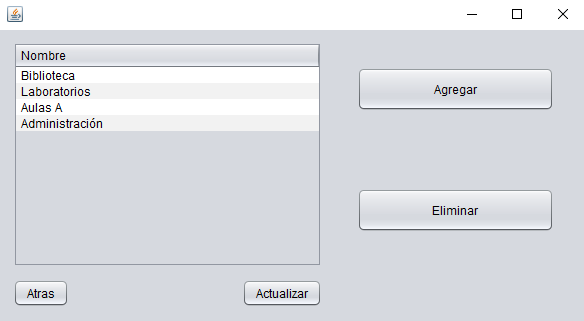 Nombre
Biblioteca
Laboratorios
Aulas A
Administración
Agregar
Eliminar
Atras
Actualizar